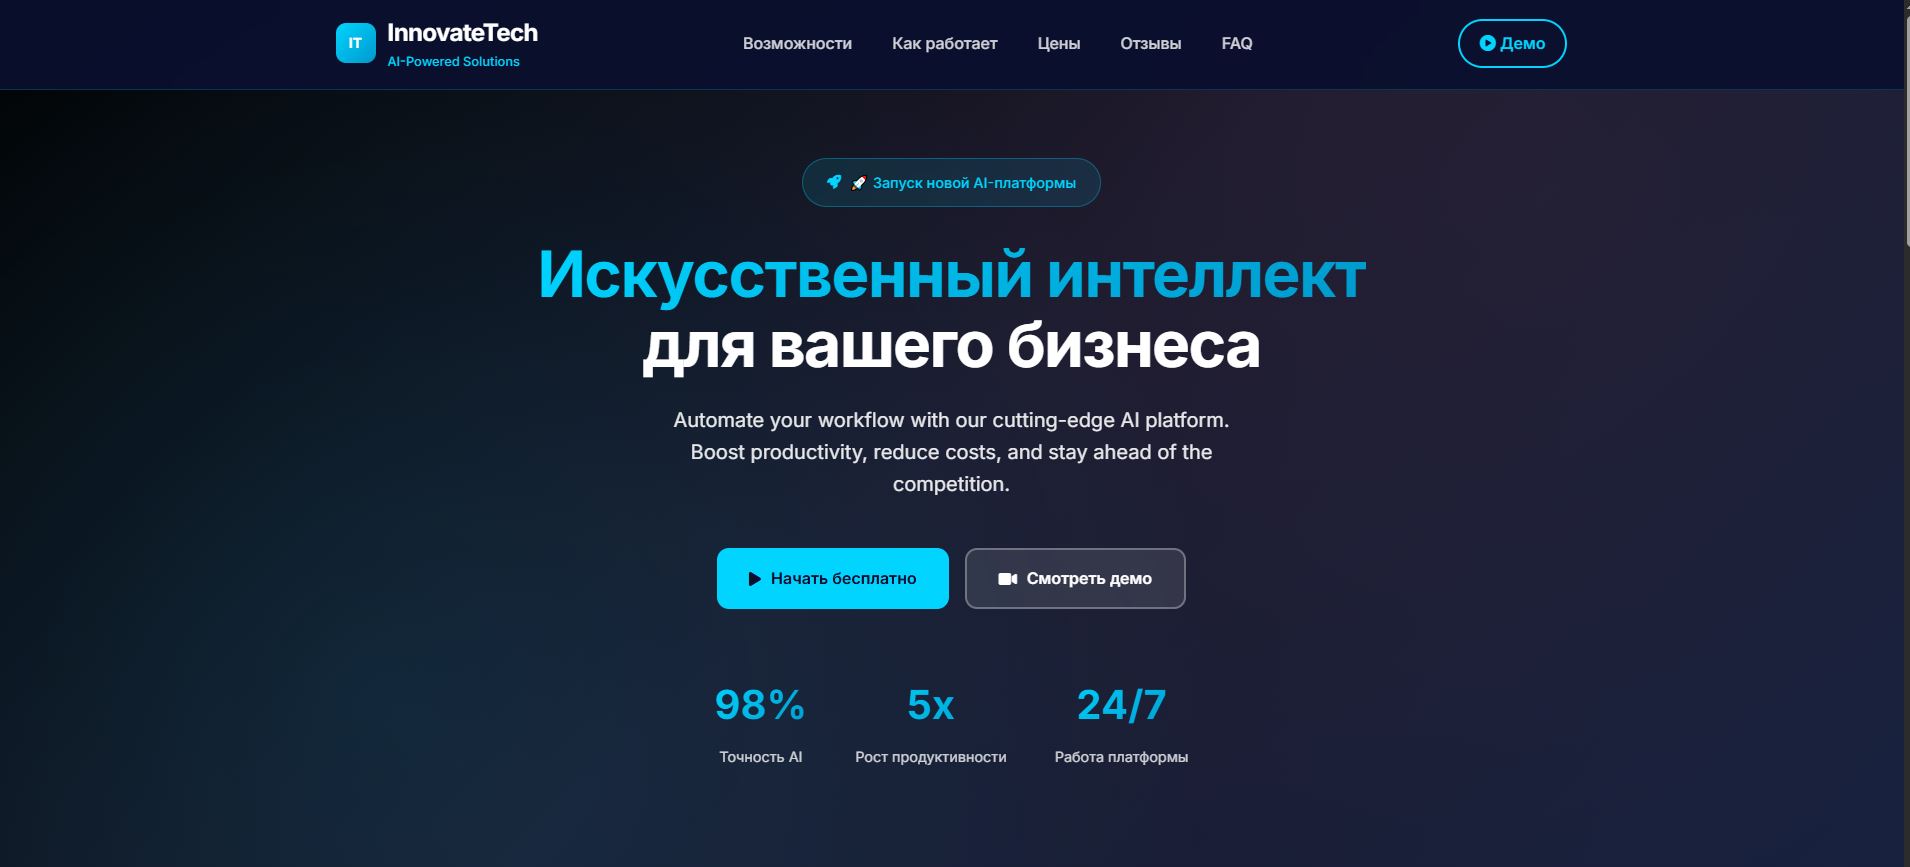 IT
InnovateTech
AI-Powered Solutions
Возможности
Как работает
Цены
Отзывы
FAQ
Демо
🚀 Запуск новой AI-платформы
Искусственный интеллект
для вашего бизнеса
Automate your workflow with our cutting-edge AI platform.
Boost productivity, reduce costs, and stay ahead of the
competition.
Начать бесплатно
Смотреть демо
98%
Точность AI
5x
Рост продуктивности
24/7
Работа платформы